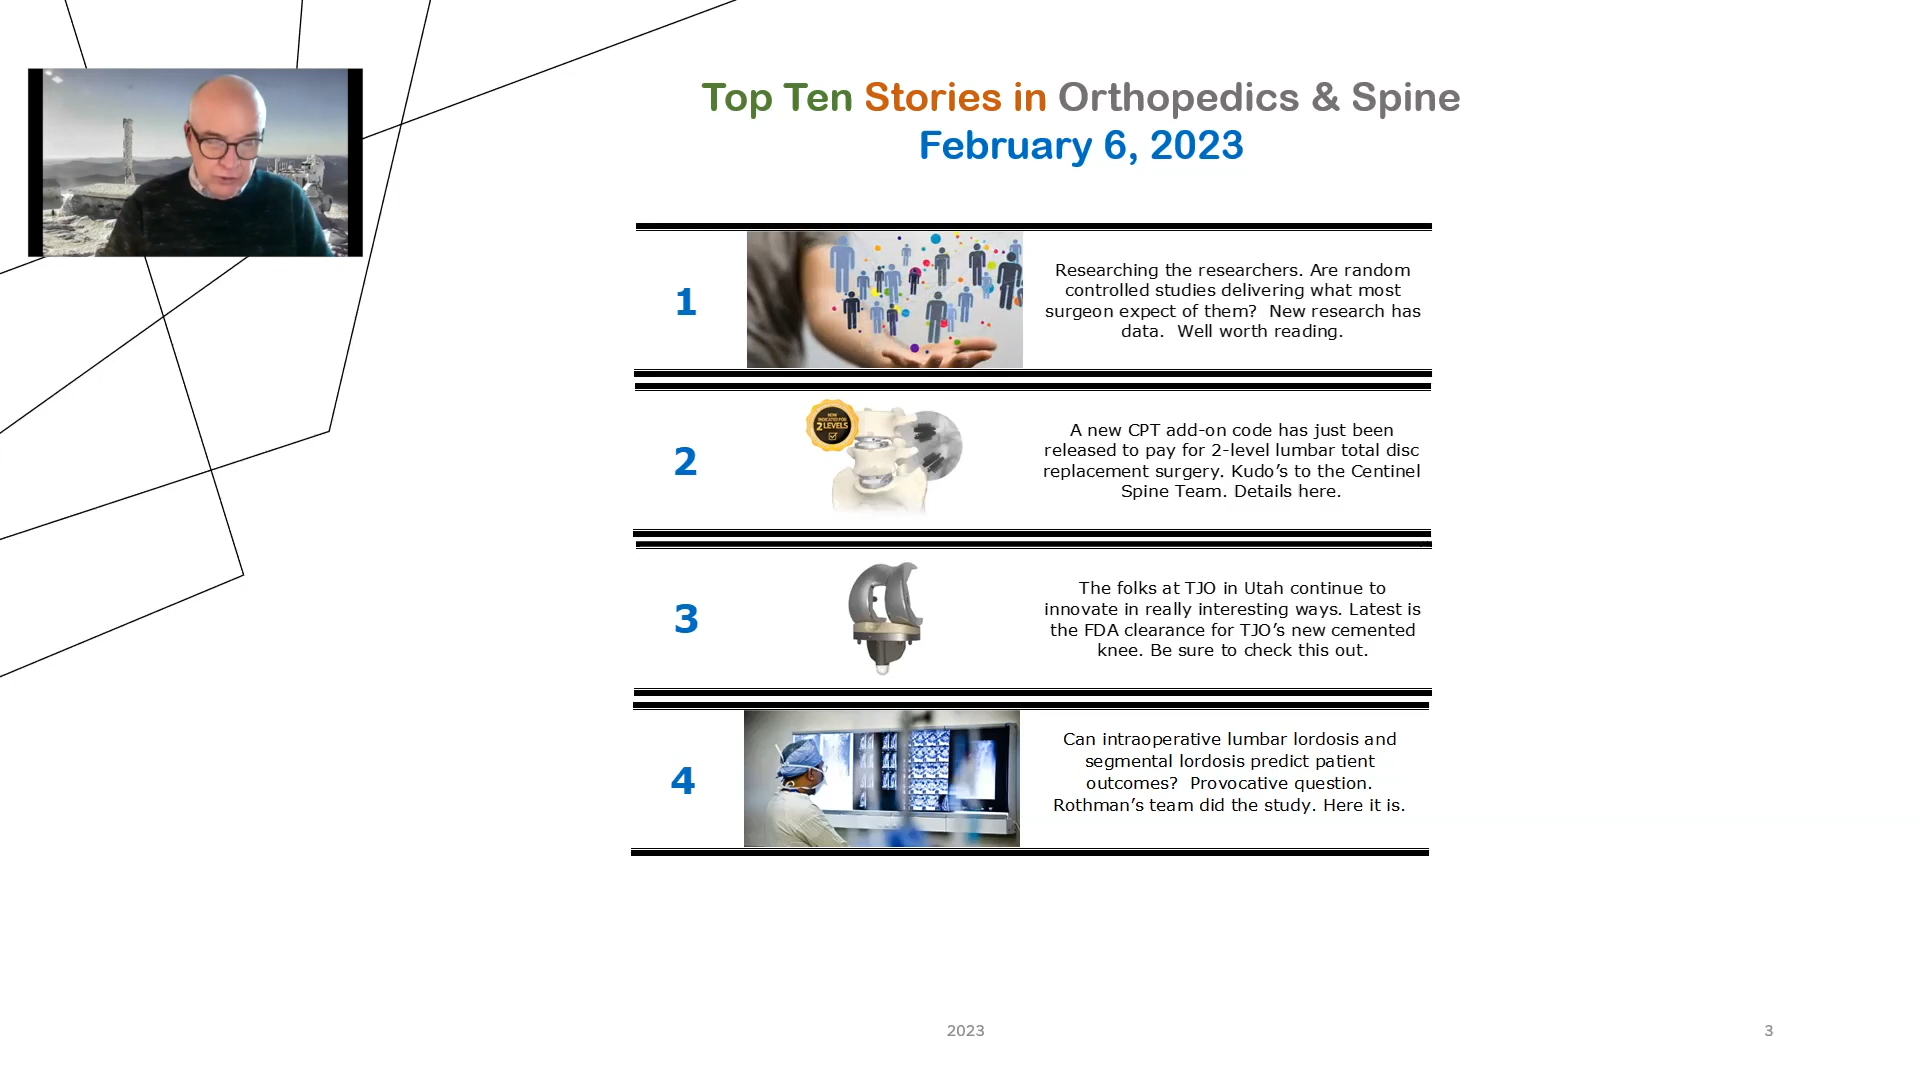 Top Ten Stories in Orthopedics & Spine
February 6, 2023
1
Researching the researchers. Are random
controlled studies delivering what most
surgeon expect of them?  New research has
data.  Well worth reading.
2
NOW
INDICATED FOR
2 LEVELS
A new CPT add-on code has just been
released to pay for 2-level lumbar total disc
replacement surgery. Kudo’s to the Centinel
Spine Team. Details here.
3
The folks at TJO in Utah continue to
innovate in really interesting ways. Latest is
the FDA clearance for TJO’s new cemented
knee. Be sure to check this out.
4
Can intraoperative lumbar lordosis and
segmental lordosis predict patient
outcomes?  Provocative question.
Rothman’s team did the study. Here it is.
2023
3